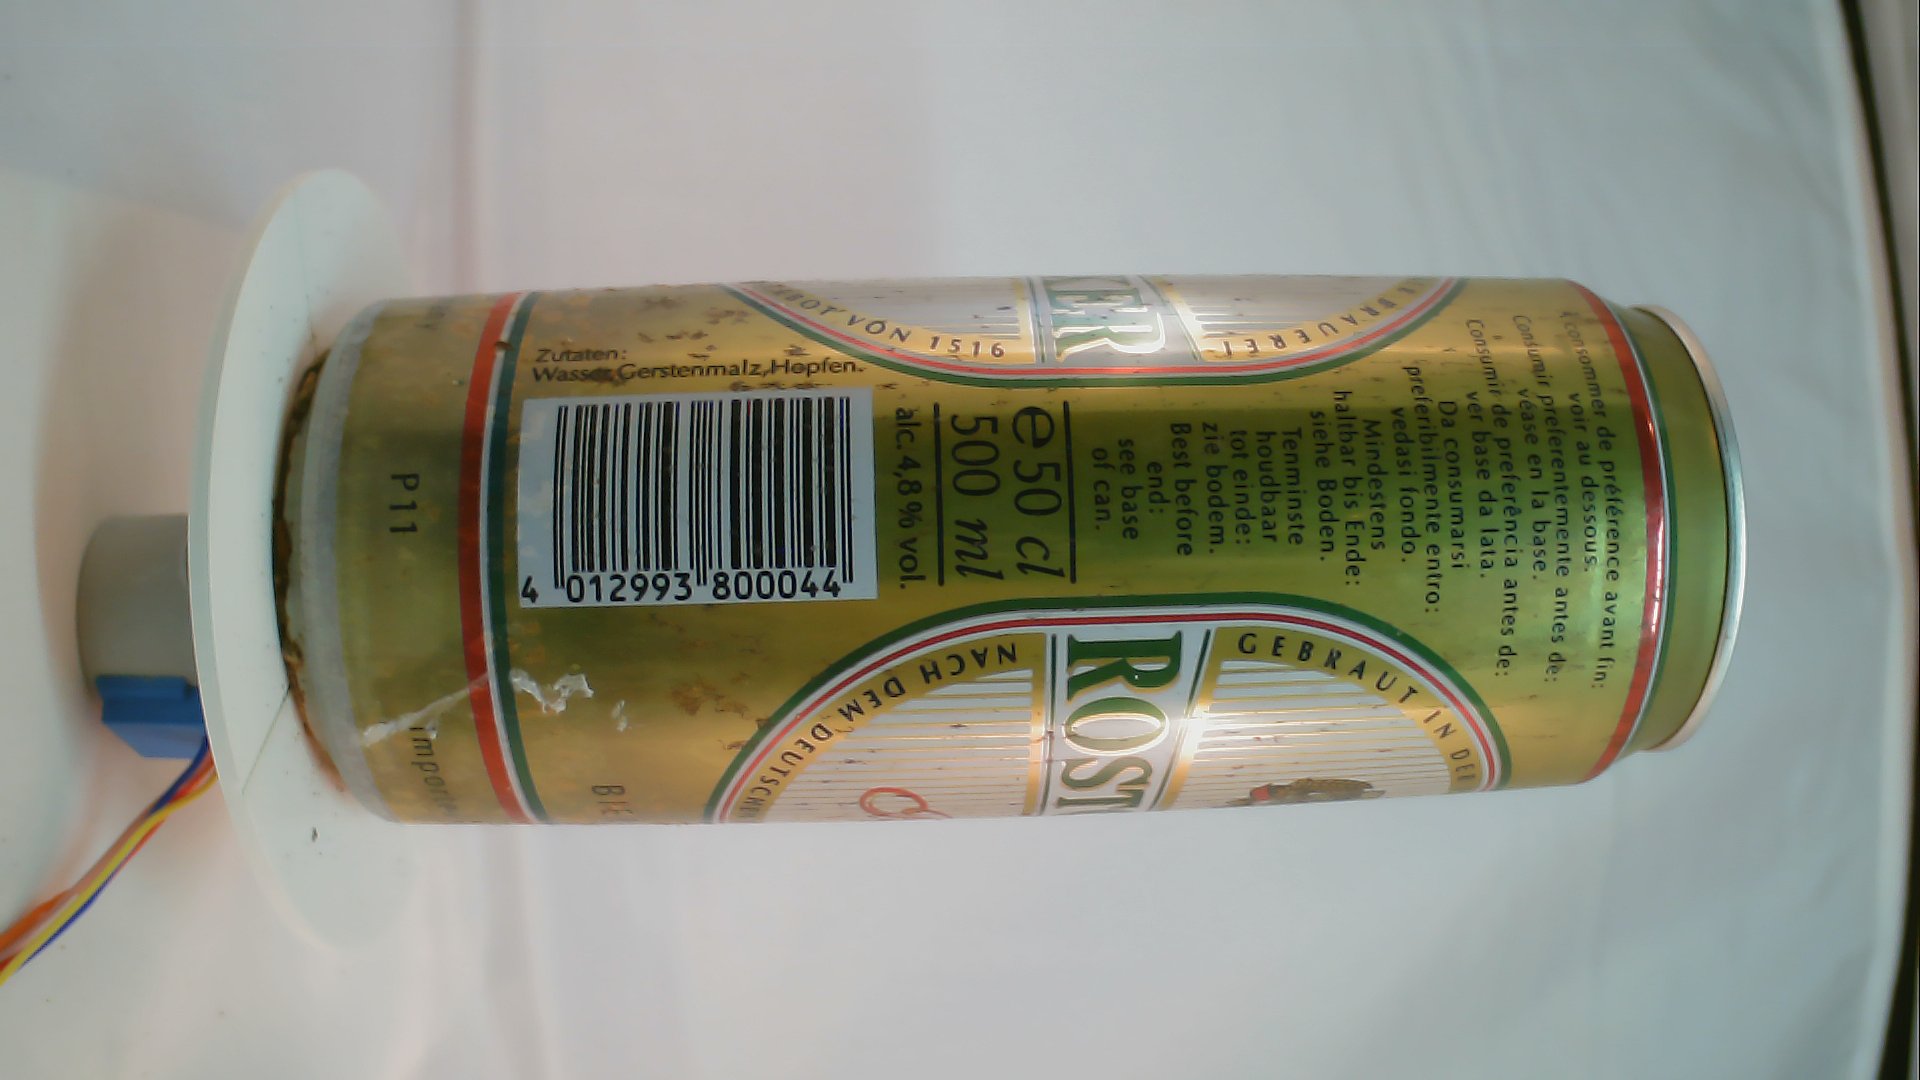 À consommer de préférence avant fin:
voir au dessous.
Consumir preferentemente antes de:
véase en la base.
Consumir de preferência antes de:
ver base da lata.
Da consumarsi
preferibilmente entro:
vedasi fondo.
Mindestens
haltbar bis Ende:
siehe Boden.
Tenminste
houdbaar
tot einde:
zie bodem.
Best before
end:
see base
of can.
e 50 cl
500 ml
alc. 4,8% vol.
4 012993 800044
Zutaten:
Wasser,Gerstenmalz,Hopfen.
P11
GEBRAUT IN DER
ROST
NACH DEM DEUTSCHEN
BRAUEREI
KER
VON 1516